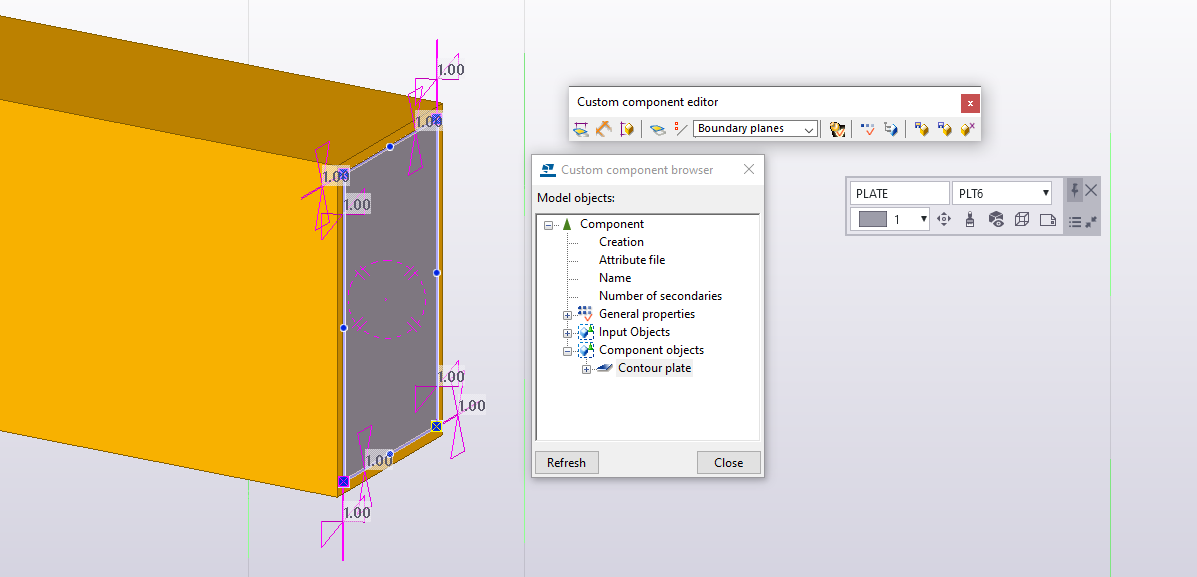 1.00
1.00
1.00
1.00
1.00
1.00
1.00
1.00
Custom component editor
x
Boundary planes
Custom component browser
Model objects:
Component
Creation
Attribute file
Name
Number of secondaries
General properties
Input Objects
Component objects
Contour plate
Refresh
Close
PLATE
PLT6
1